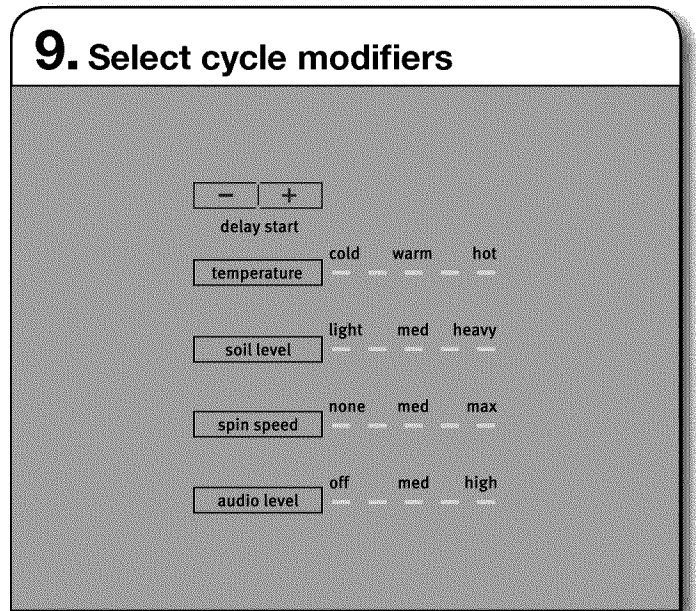 9. Select cycle modifiers
− +
delay start
cold warm hot
temperature
light med heavy
soil level
none med max
spin speed
off med high
audio level